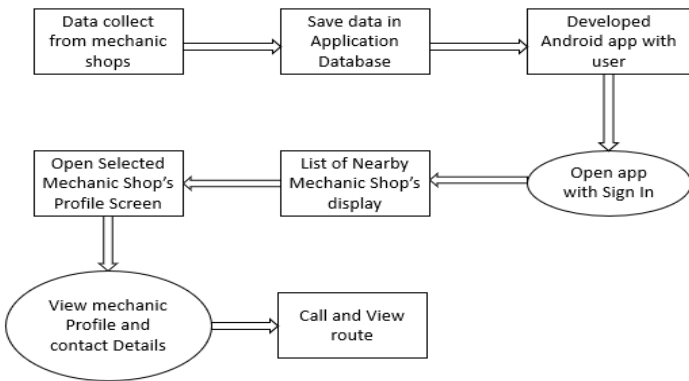 Data collect
from mechanic
shops
Save data in
Application
Database
Developed
Android app with
user
Open app
with Sign In
List of Nearby
Mechanic Shop's
display
Open Selected
Mechanic Shop's
Profile Screen
View mechanic
Profile and
contact Details
Call and View
route